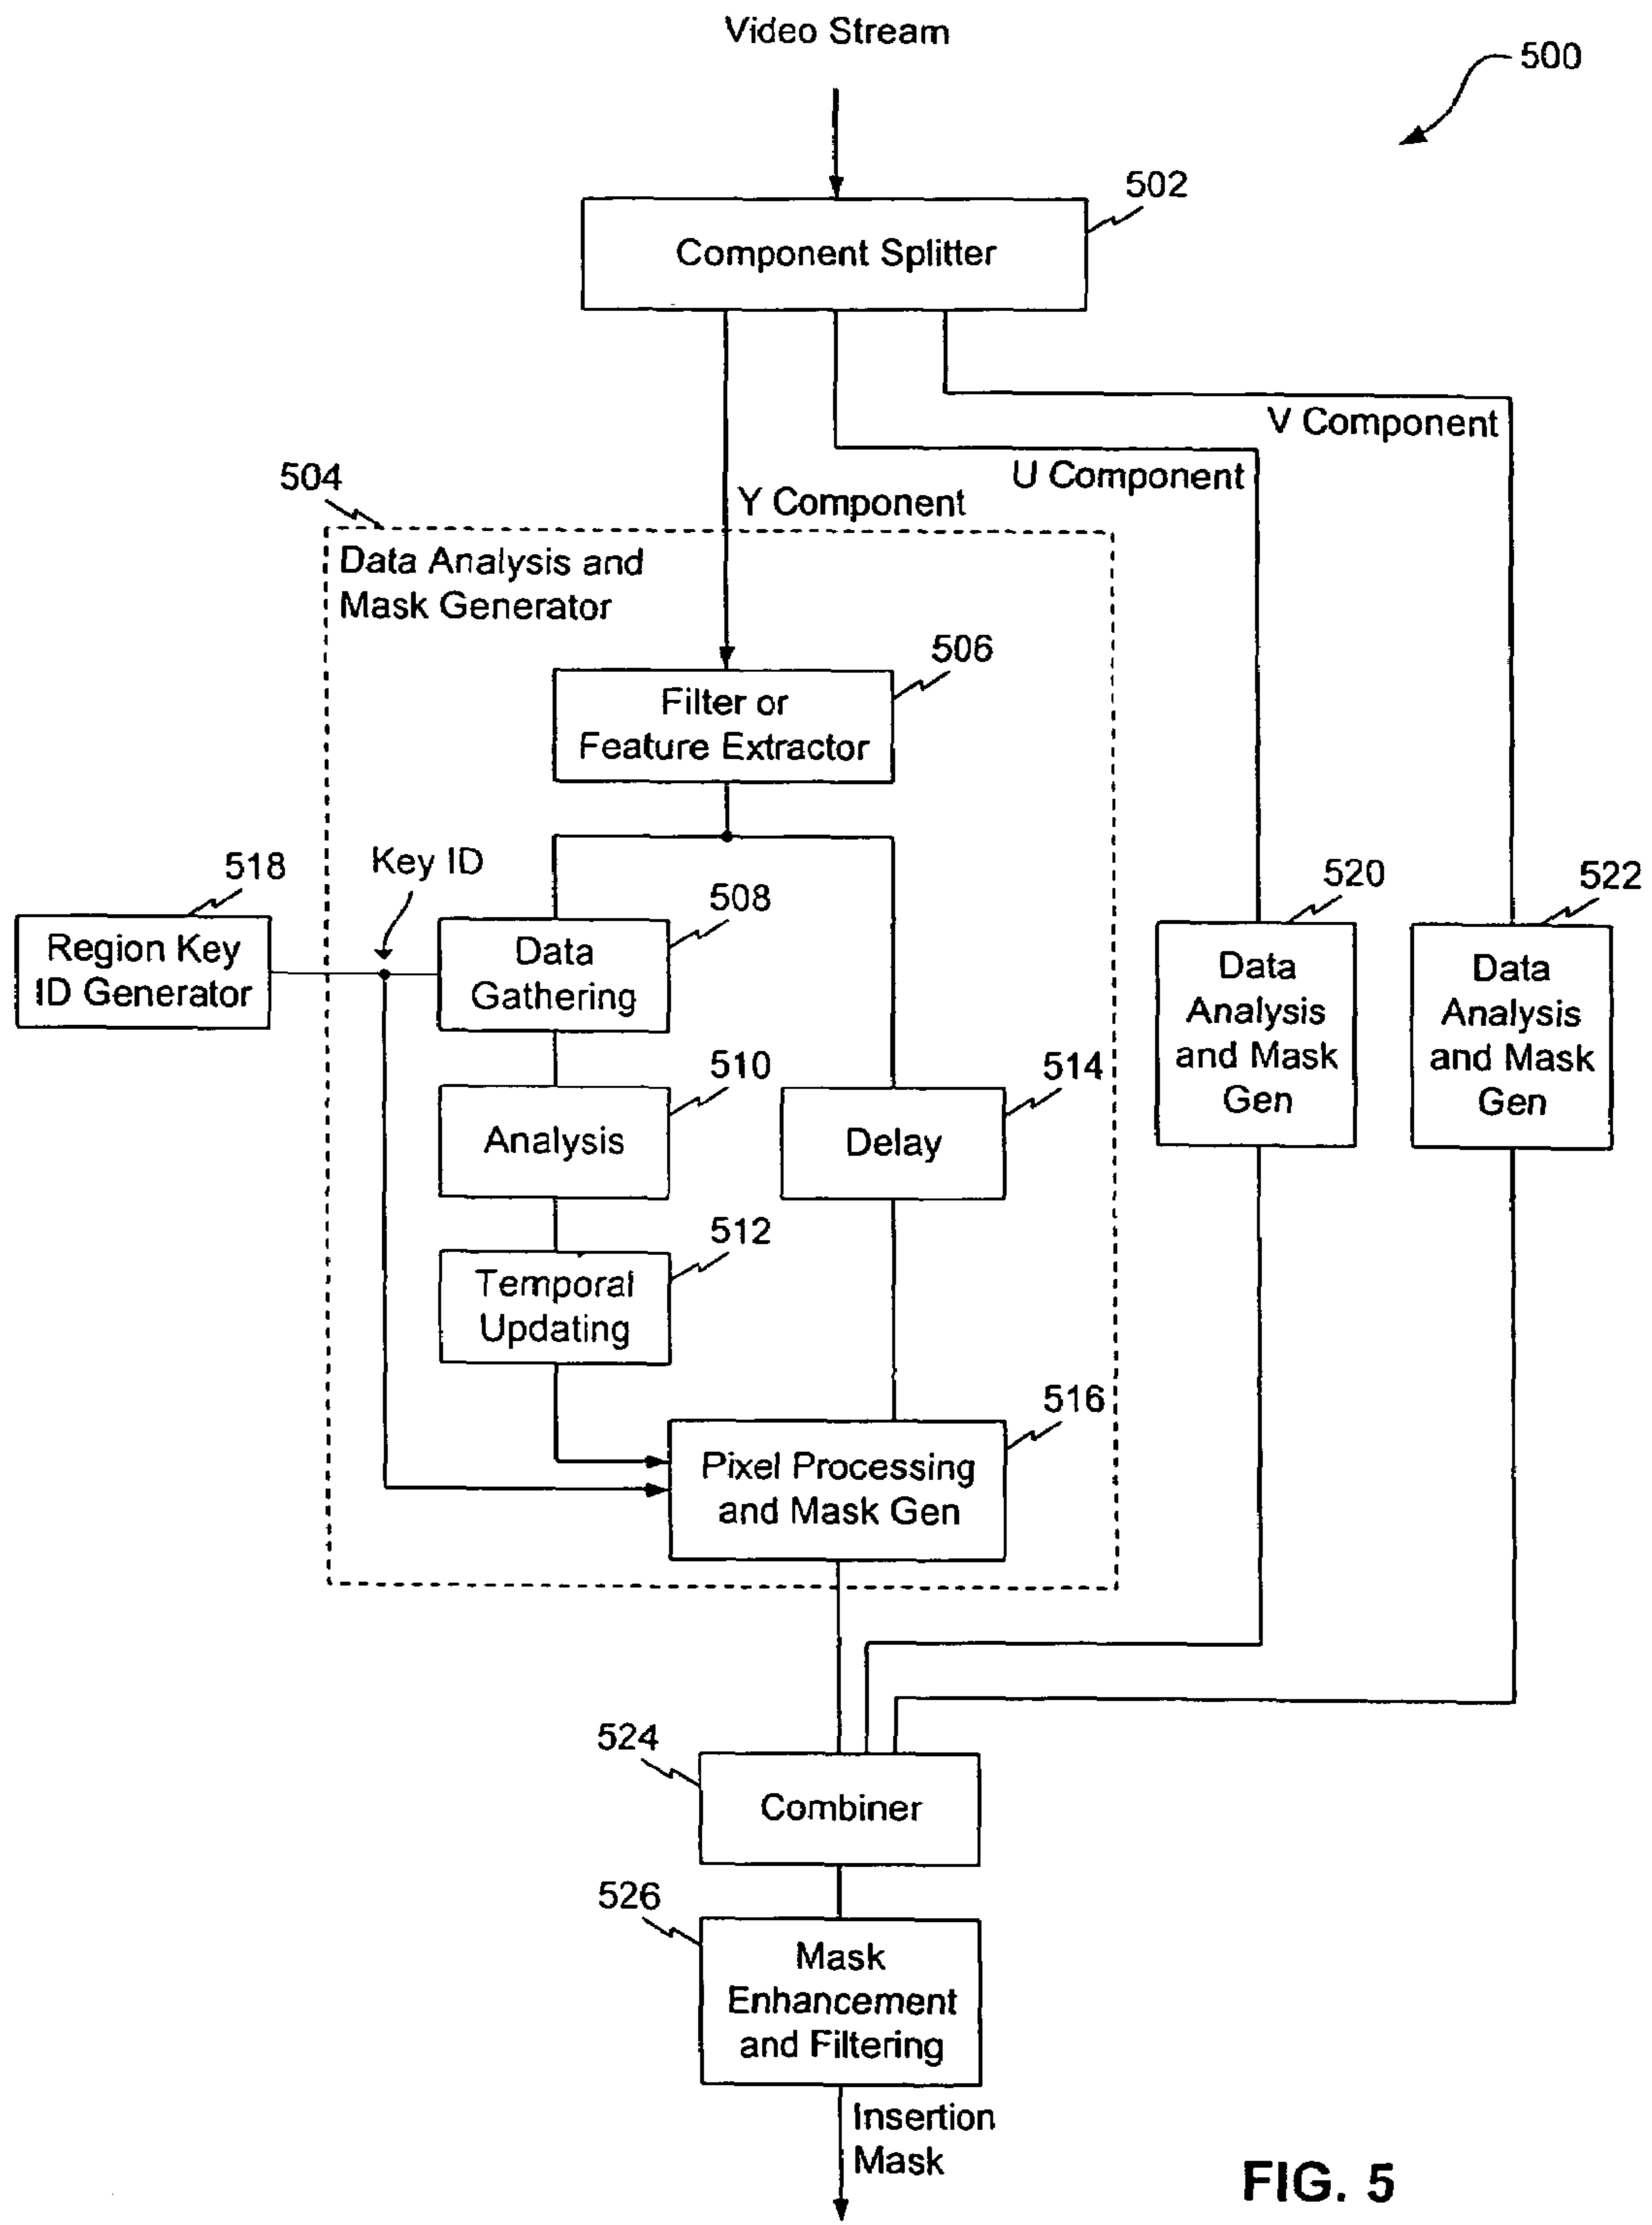 Video Stream
500
502
Component Splitter
V Component
U Component
504
Y Component
Data Analysis and
Mask Generator
506
Filter or
Feature Extractor
518
Key ID
508
520
522
Region Key
ID Generator
Data
Gathering
Data
Analysis
and Mask
Gen
Data
Analysis
and Mask
Gen
510
514
Analysis
Delay
512
Temporal
Updating
516
Pixel Processing
and Mask Gen
524
Combiner
526
Mask
Enhancement
and Filtering
Insertion
Mask
FIG. 5